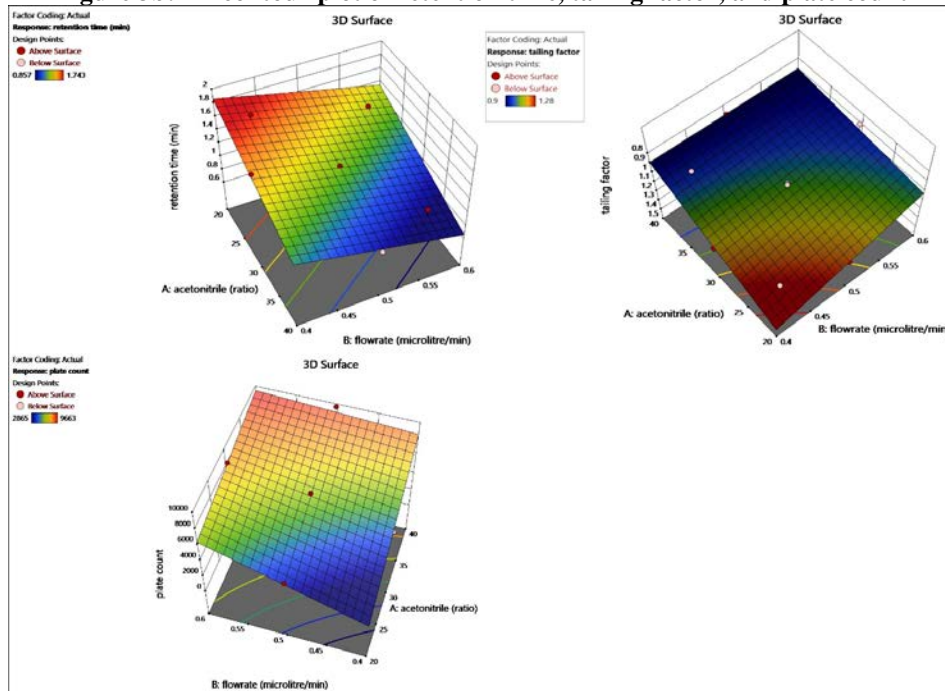 3D Surface
Factor Coding: Actual
Response: retention time (min)
Design Points:
Above Surface
Below Surface
0.857 1.743
retention time (min)
2
1.8
1.6
1.4
1.2
1
0.8
0.6
20
25
30
35
40
A: acetonitrile (ratio)
0.4
0.45
0.5
0.55
0.6
B: flowrate (microlitre/min)
3D Surface
Factor Coding: Actual
Response: tailing factor
Design Points:
Above Surface
Below Surface
0.9 1.28
tailing factor
0.8
0.9
1
1.1
1.2
1.3
1.4
1.5
40
35
30
25
20
A: acetonitrile (ratio)
0.4
0.45
0.5
0.55
0.6
B: flowrate (microlitre/min)
3D Surface
Factor Coding: Actual
Response: plate count
Design Points:
Above Surface
Below Surface
2865 9663
plate count
10000
8000
6000
4000
2000
0
0.6
0.55
0.5
0.45
0.4
B: flowrate (microlitre/min)
20
25
30
35
40
A: acetonitrile (ratio)